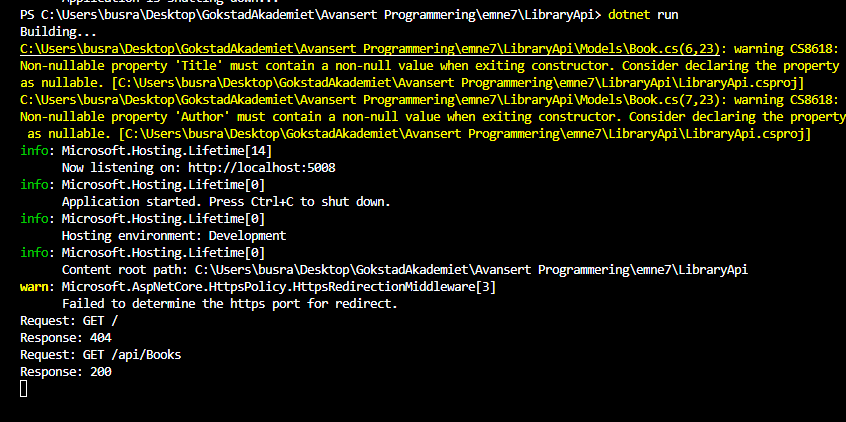 Application is shutting down...
PS C:\Users\busra\Desktop\GokstadAkademiet\Avansert Programmering\emne7\LibraryApi> dotnet run
Building...
C:\Users\busra\Desktop\GokstadAkademiet\Avansert Programmering\emne7\LibraryApi\Models\Book.cs(6,23): warning CS8618:
Non-nullable property 'Title' must contain a non-null value when exiting constructor. Consider declaring the property
as nullable. [C:\Users\busra\Desktop\GokstadAkademiet\Avansert Programmering\emne7\LibraryApi\LibraryApi.csproj]
C:\Users\busra\Desktop\GokstadAkademiet\Avansert Programmering\emne7\LibraryApi\Models\Book.cs(7,23): warning CS8618:
Non-nullable property 'Author' must contain a non-null value when exiting constructor. Consider declaring the property
as nullable. [C:\Users\busra\Desktop\GokstadAkademiet\Avansert Programmering\emne7\LibraryApi\LibraryApi.csproj]
info: Microsoft.Hosting.Lifetime[14]
Now listening on: http://localhost:5008
info: Microsoft.Hosting.Lifetime[0]
Application started. Press Ctrl+C to shut down.
info: Microsoft.Hosting.Lifetime[0]
Hosting environment: Development
info: Microsoft.Hosting.Lifetime[0]
Content root path: C:\Users\busra\Desktop\GokstadAkademiet\Avansert Programmering\emne7\LibraryApi
warn: Microsoft.AspNetCore.HttpsPolicy.HttpsRedirectionMiddleware[3]
Failed to determine the https port for redirect.
Request: GET /
Response: 404
Request: GET /api/Books
Response: 200